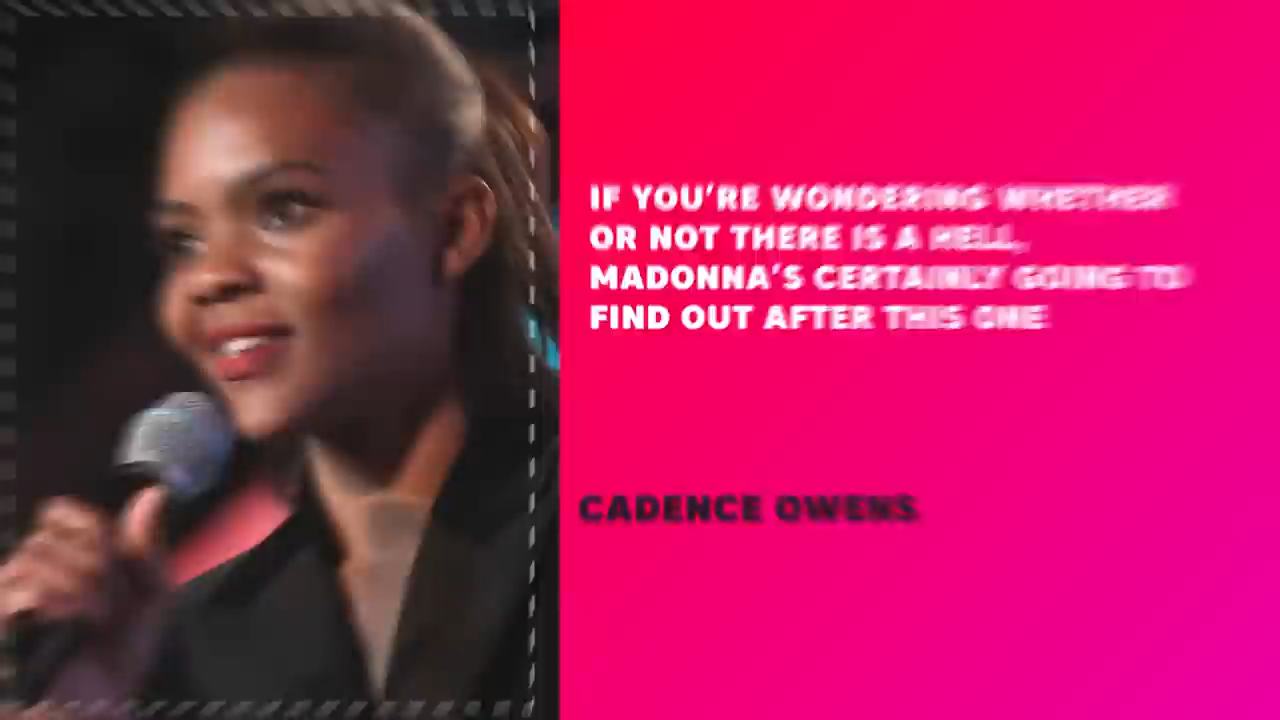 IF YOU'RE WONDERING WHETHER
OR NOT THERE IS A HELL,
MADONNA'S CERTAINLY GOING TO
FIND OUT AFTER THIS ONE
CADENCE OWENS